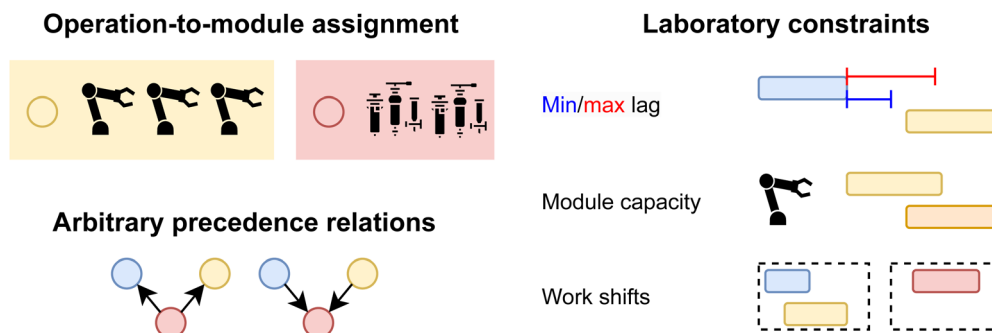 Operation-to-module assignment
Arbitrary precedence relations
Laboratory constraints
Min/max lag
Module capacity
Work shifts